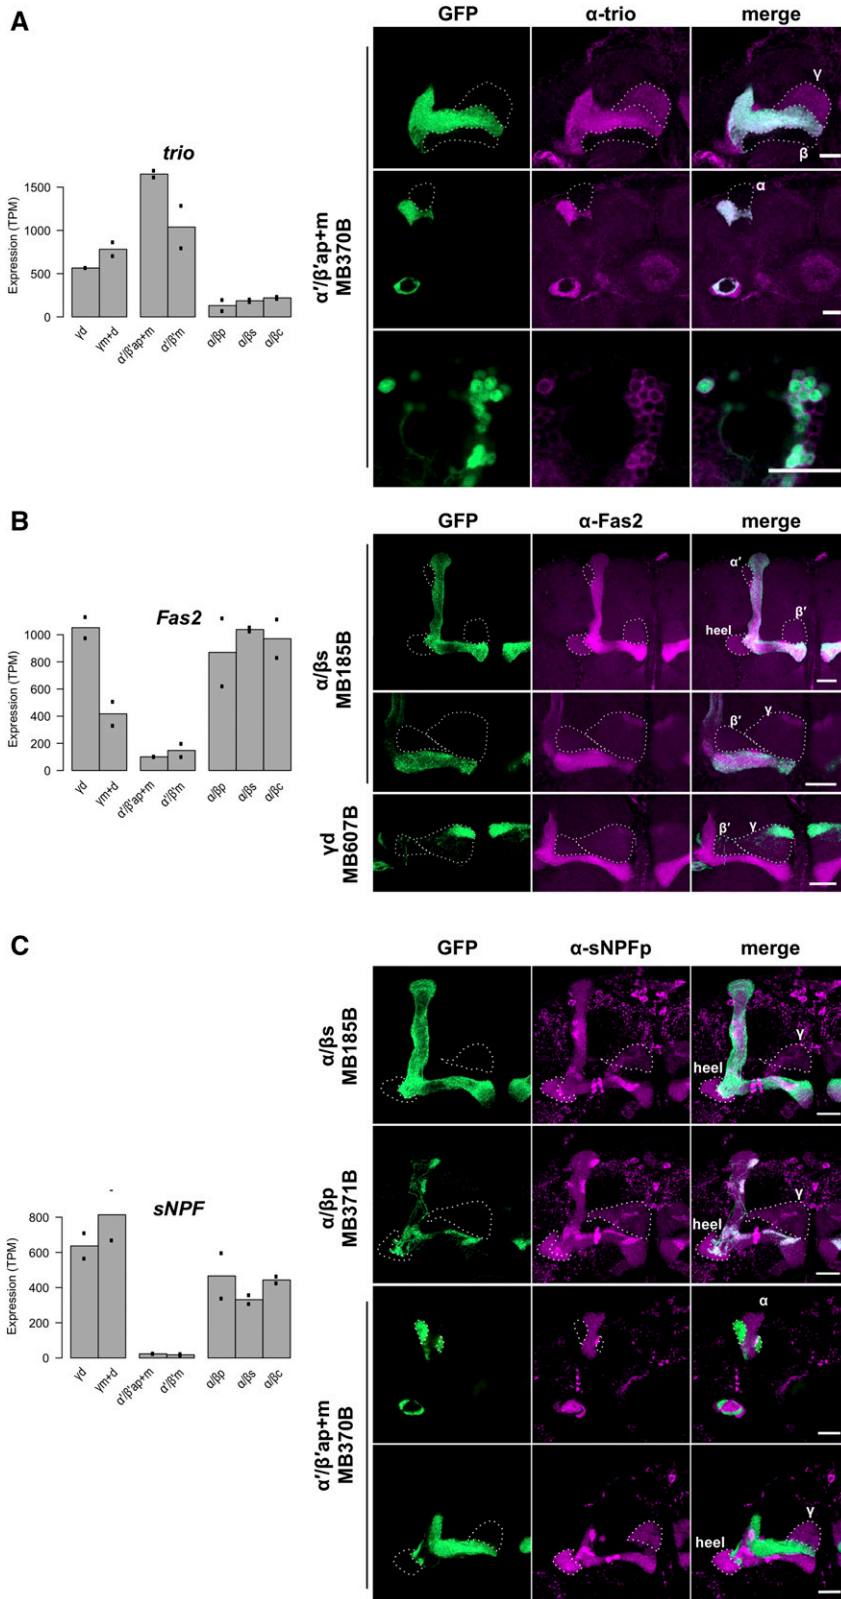 A
GFP α-trio merge
trio
Expression (TPM)
1500
1000
500
0
γd γm+d α′/β′ap+m α′/β′m α/βp α/βs α/βc
α′/β′ap+m
MB370B
γ
β
α
B
GFP α-Fas2 merge
Fas2
Expression (TPM)
1000
800
600
400
200
0
γd γm+d α′/β′ap+m α′/β′m α/βp α/βs α/βc
α/βs
MB185B
α′
β′
heel
β′ γ
γd
MB607B
β′ γ
C
GFP α-sNPFp merge
sNPF
Expression (TPM)
800
600
400
200
0
γd γm+d α′/β′ap+m α′/β′m α/βp α/βs α/βc
α/βs
MB185B
γ
heel
α/βp
MB371B
γ
heel
α′/β′ap+m
MB370B
α
γ
heel